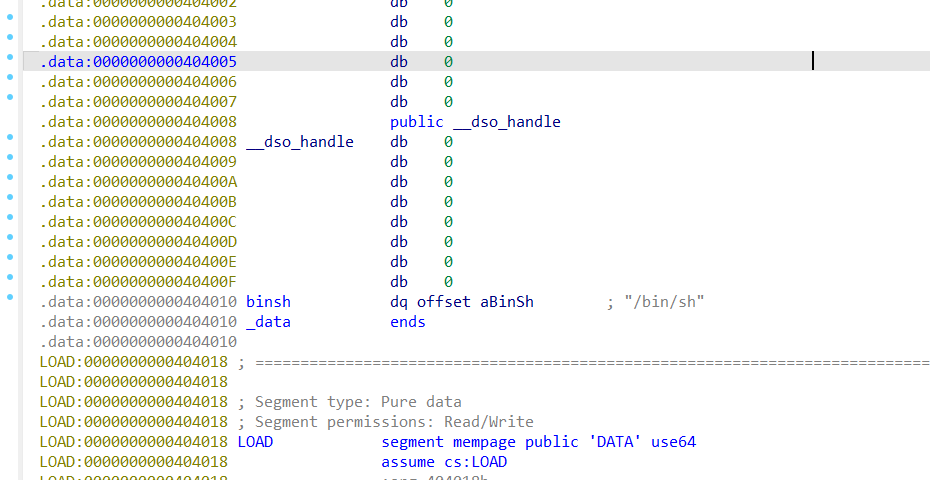 .data:0000000000404002 db 0
.data:0000000000404003 db 0
.data:0000000000404004 db 0
.data:0000000000404005 db 0
.data:0000000000404006 db 0
.data:0000000000404007 db 0
.data:0000000000404008 public __dso_handle
.data:0000000000404008 __dso_handle db 0
.data:0000000000404009 db 0
.data:000000000040400A db 0
.data:000000000040400B db 0
.data:000000000040400C db 0
.data:000000000040400D db 0
.data:000000000040400E db 0
.data:000000000040400F db 0
.data:0000000000404010 binsh dq offset aBinSh ; "/bin/sh"
.data:0000000000404010 _data ends
.data:0000000000404010
LOAD:0000000000404018 ; ===========================================================================
LOAD:0000000000404018
LOAD:0000000000404018 ; Segment type: Pure data
LOAD:0000000000404018 ; Segment permissions: Read/Write
LOAD:0000000000404018 LOAD segment mempage public 'DATA' use64
LOAD:0000000000404018 assume cs:LOAD
LOAD:0000000000404018 ;org 404018h